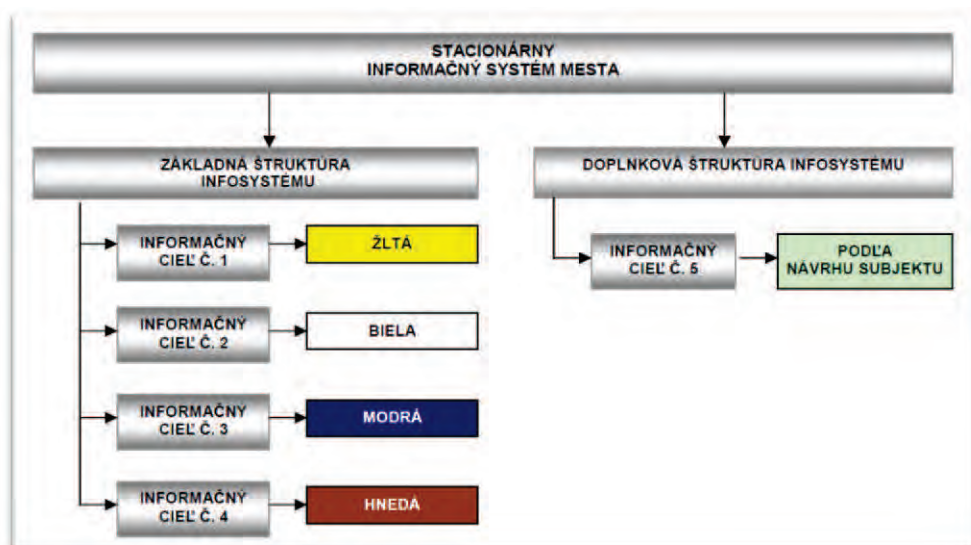 STACIONÁRNY
INFORMAČNÝ SYSTÉM MESTA
ZÁKLADNÁ ŠTRUKTÚRA
INFOSYSTÉMU
INFORMAČNÝ
CIEĽ Č. 1
ŽLTÁ
INFORMAČNÝ
CIEĽ Č. 2
BIELA
INFORMAČNÝ
CIEĽ Č. 3
MODRÁ
INFORMAČNÝ
CIEĽ Č. 4
HNEDÁ
DOPLNKOVÁ ŠTRUKTÚRA INFOSYSTÉMU
INFORMAČNÝ
CIEĽ Č. 5
PODĽA
NÁVRHU SUBJEKTU